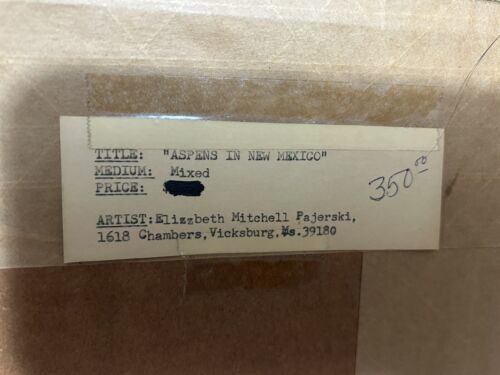 TITLE: "ASPENS IN NEW MEXICO"
MEDIUM: Mixed
PRICE:
350.00
ARTIST:Elizzbeth Mitchell Pajerski,
1618 Chambers,Vicksburg,Ms.39180